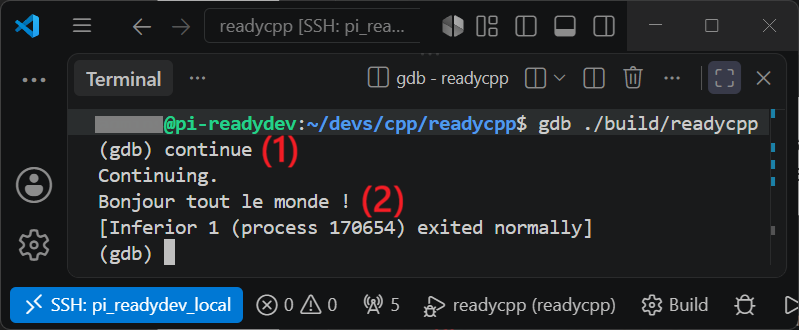 readycpp [SSH: pi_rea...
Terminal ... gdb - readycpp ...
@pi-readydev:~/devs/cpp/readycpp$ gdb ./build/readycpp
(gdb) continue (1)
Continuing.
Bonjour tout le monde ! (2)
[Inferior 1 (process 170654) exited normally]
(gdb)
SSH: pi_readydev_local 0 0 5 readycpp (readycpp) Build